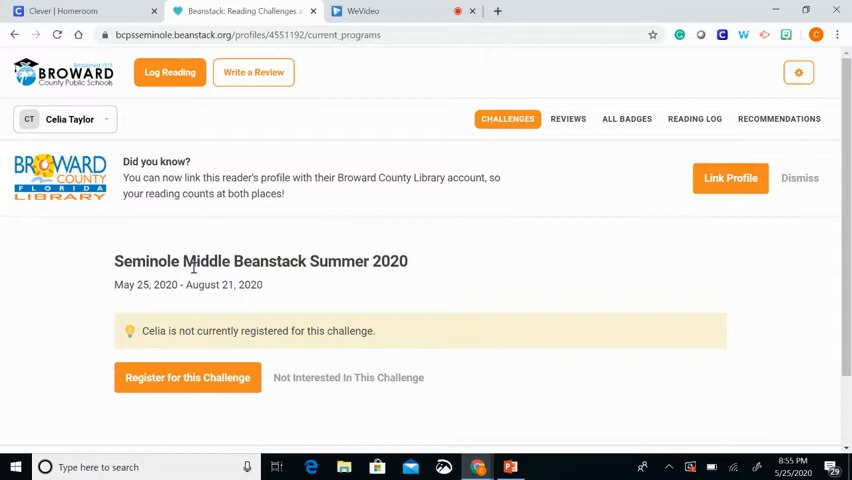 Clever | Homeroom
Beanstack: Reading Challenges a
WeVideo
bcpsseminole.beanstack.org/profiles/4551192/current_programs
C
Established 1915
BROWARD
County Public Schools
Log Reading
Write a Review
CT Celia Taylor
CHALLENGES REVIEWS ALL BADGES READING LOG RECOMMENDATIONS
BROWARD
COUNTY
FLORIDA
LIBRARY
Did you know?
You can now link this reader's profile with their Broward County Library account, so
your reading counts at both places!
Link Profile
Dismiss
Seminole Middle Beanstack Summer 2020
May 25, 2020 - August 21, 2020
Celia is not currently registered for this challenge.
Register for this Challenge
Not Interested In This Challenge
Type here to search
8:55 PM
5/25/2020
29